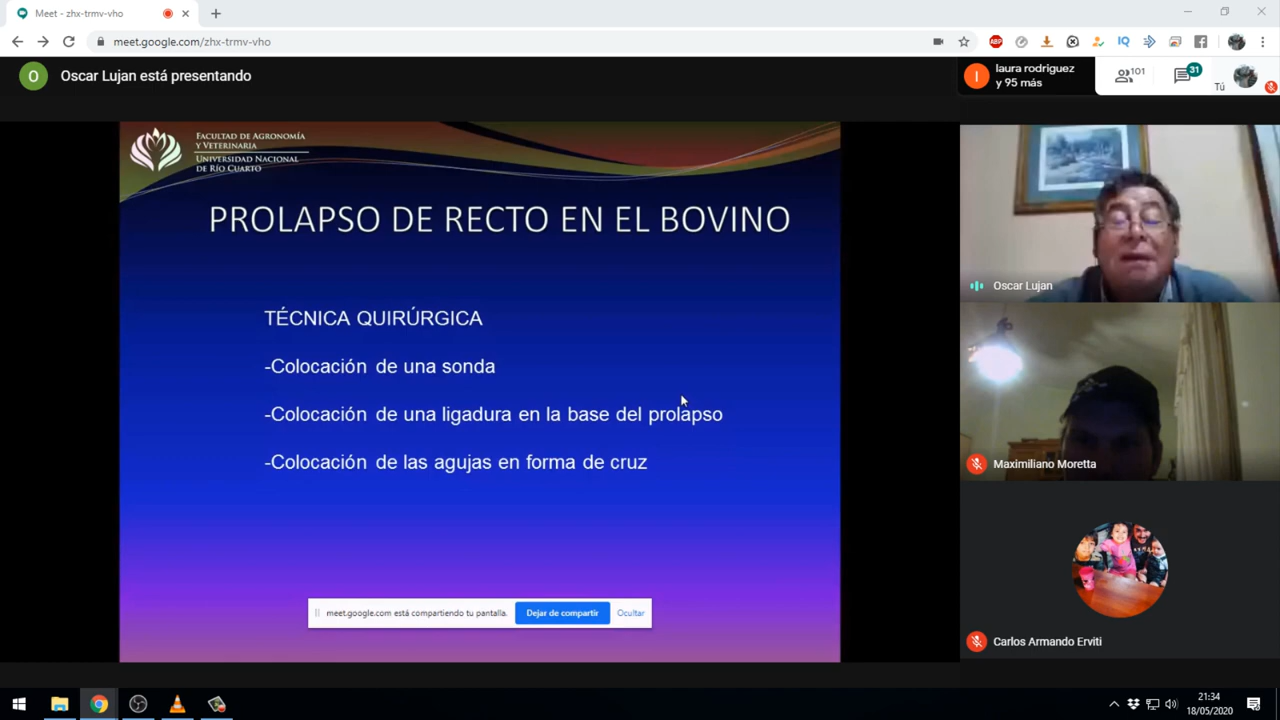 Meet - zhx-trmv-vho
meet.google.com/zhx-trmv-vho
ABP
IQ
O
Oscar Lujan está presentando
l
laura rodriguez
y 95 más
101
31
Tú
FACULTAD DE AGRONOMÍA
Y VETERINARIA
UNIVERSIDAD NACIONAL
DE RÍO CUARTO
PROLAPSO DE RECTO EN EL BOVINO
TÉCNICA QUIRÚRGICA
-Colocación de una sonda
-Colocación de una ligadura en la base del prolapso
-Colocación de las agujas en forma de cruz
meet.google.com está compartiendo tu pantalla.
Dejar de compartir
Ocultar
Oscar Lujan
Maximiliano Moretta
Carlos Armando Erviti
21:34
18/05/2020